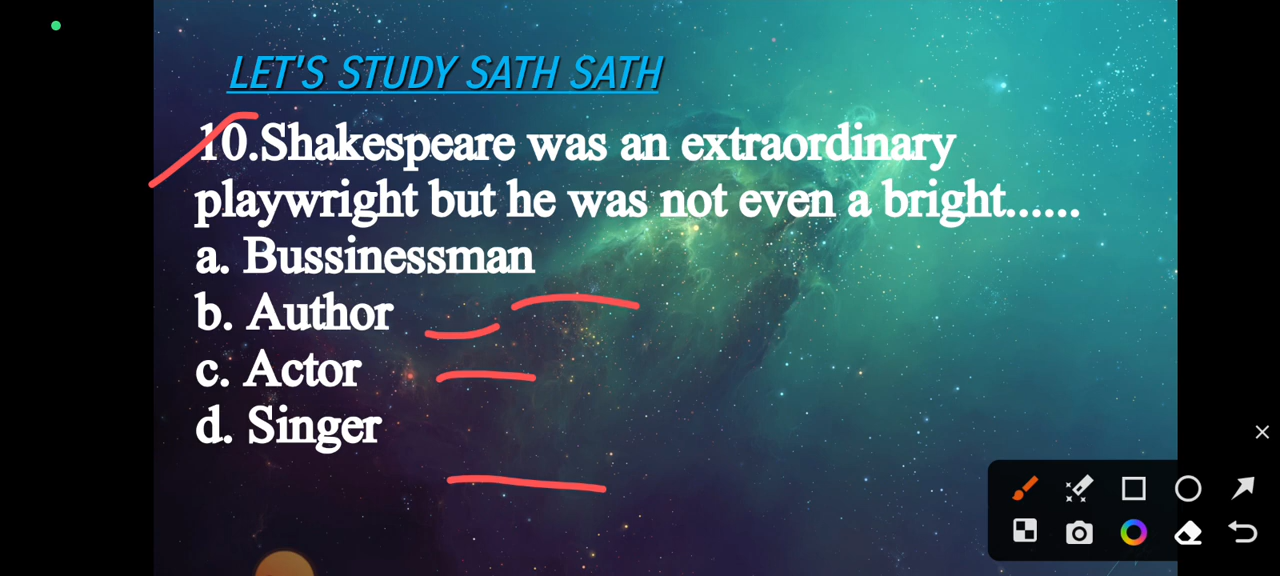 LET'S STUDY SATH SATH
10.Shakespeare was an extraordinary
playwright but he was not even a bright......
a. Bussinessman
b. Author
c. Actor
d. Singer